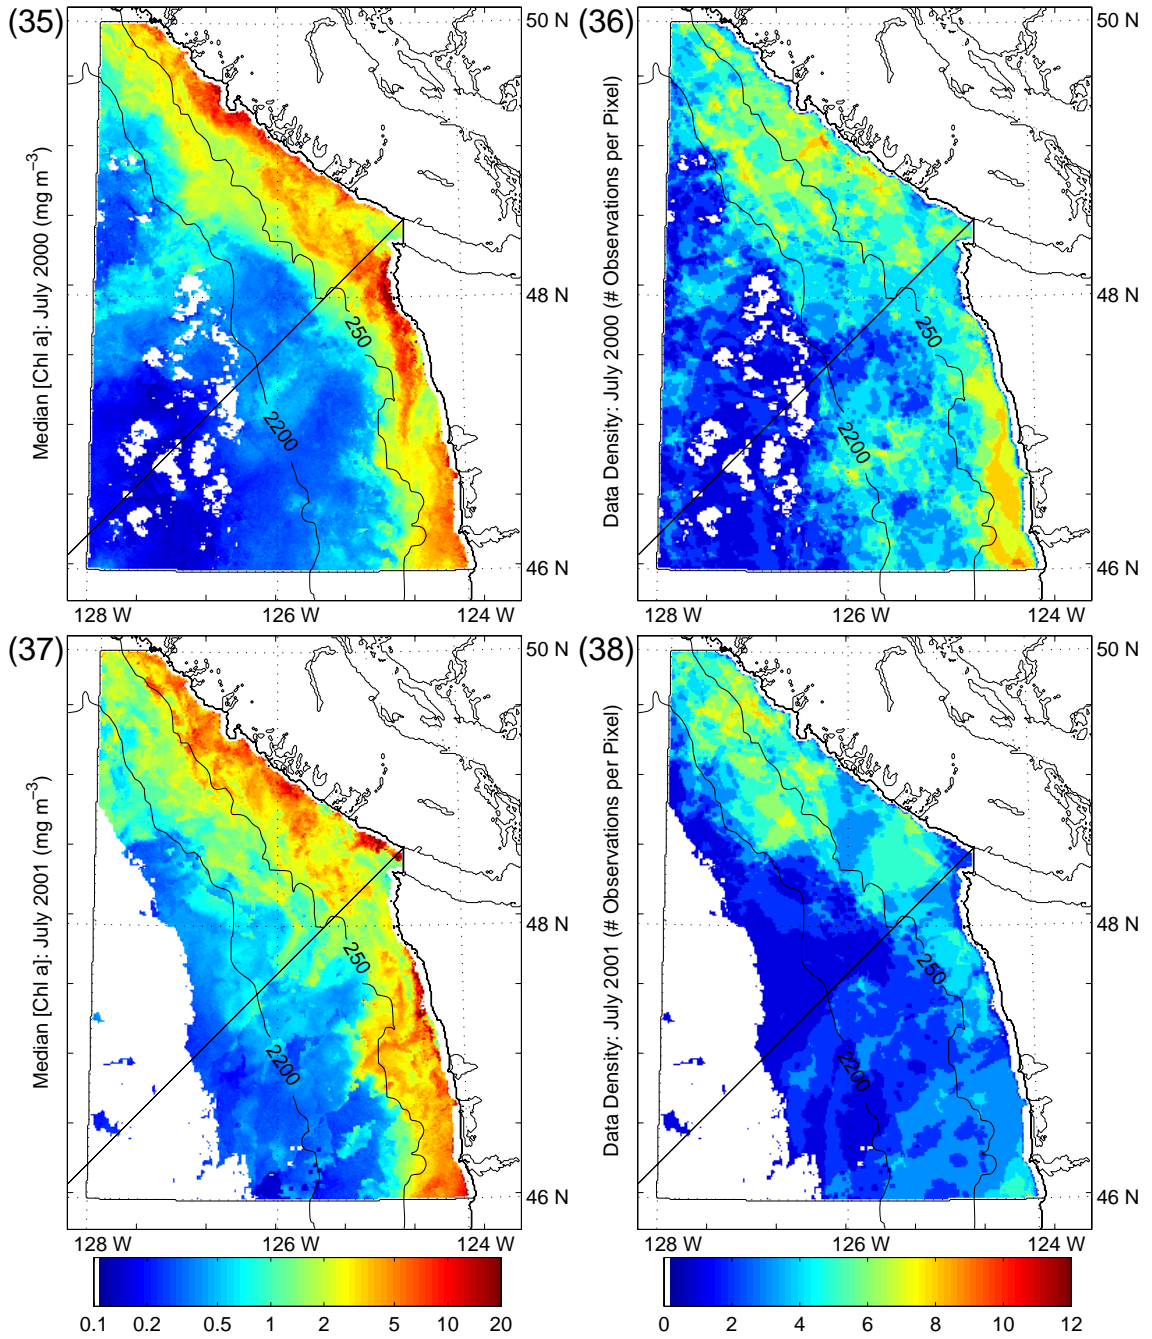 (35)
50 N
48 N
46 N
128 W
126 W
124 W
250
2200
Median [Chl a]: July 2000 (mg m⁻³)
(36)
50 N
48 N
46 N
128 W
126 W
124 W
250
2200
Data Density: July 2000 (# Observations per Pixel)
(37)
50 N
48 N
46 N
128 W
126 W
124 W
250
2200
Median [Chl a]: July 2001 (mg m⁻³)
(38)
50 N
48 N
46 N
128 W
126 W
124 W
250
2200
Data Density: July 2001 (# Observations per Pixel)
0.1 0.2 0.5 1 2 5 10 20
0 2 4 6 8 10 12